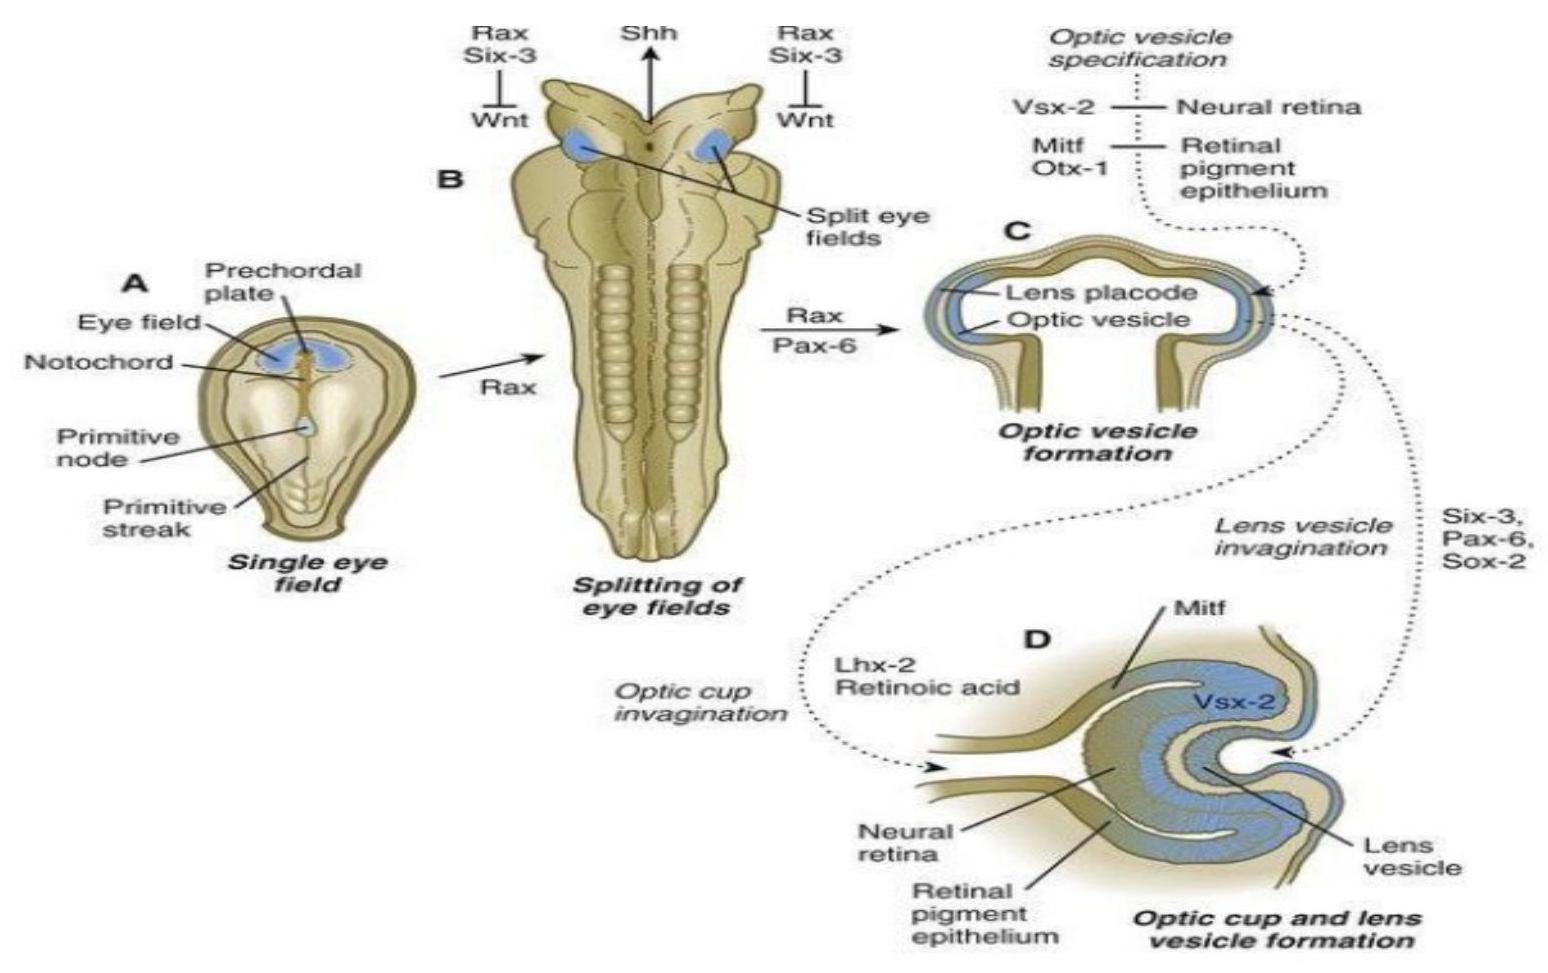 A
Prechordal
plate
Eye field
Notochord
Primitive
node
Primitive
streak
Single eye
field
Rax
B
Rax
Six-3
Wnt
Shh
Rax
Six-3
Wnt
Split eye
fields
Splitting of
eye fields
Rax
Pax-6
Optic vesicle
specification
Vsx-2
Neural retina
Mitf
Otx-1
Retinal
pigment
epithelium
C
Lens placode
Optic vesicle
Optic vesicle
formation
Lens vesicle
invagination
Six-3,
Pax-6,
Sox-2
Optic cup
invagination
Lhx-2
Retinoic acid
D
Mitf
Vsx-2
Neural
retina
Retinal
pigment
epithelium
Lens
vesicle
Optic cup and lens
vesicle formation